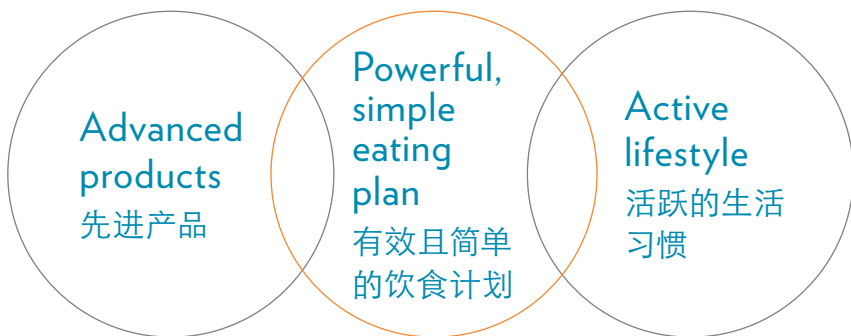 Advanced
products
先进产品
Powerful,
simple
eating
plan
有效且简单
的饮食计划
Active
lifestyle
活跃的生活
习惯